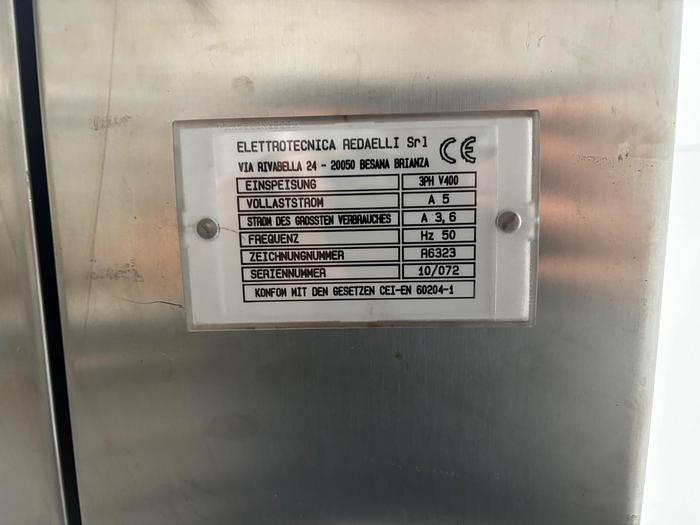 ELETTROTECNICA REDAELLI Srl CE
VIA RIVABELLA 24 - 20050 BESANA BRIANZA
EINSPEISUNG 3PH V400
VOLLASTSTROM A 5
STROM DES GROSSTEN VERBRAUCHES A 3,6
FREQUENZ Hz 50
ZEICHNUNGNUMMER R6323
SERIENNUMMER 10/072
KONFOM MIT DEN GESETZEN CEI-EN 60204-1